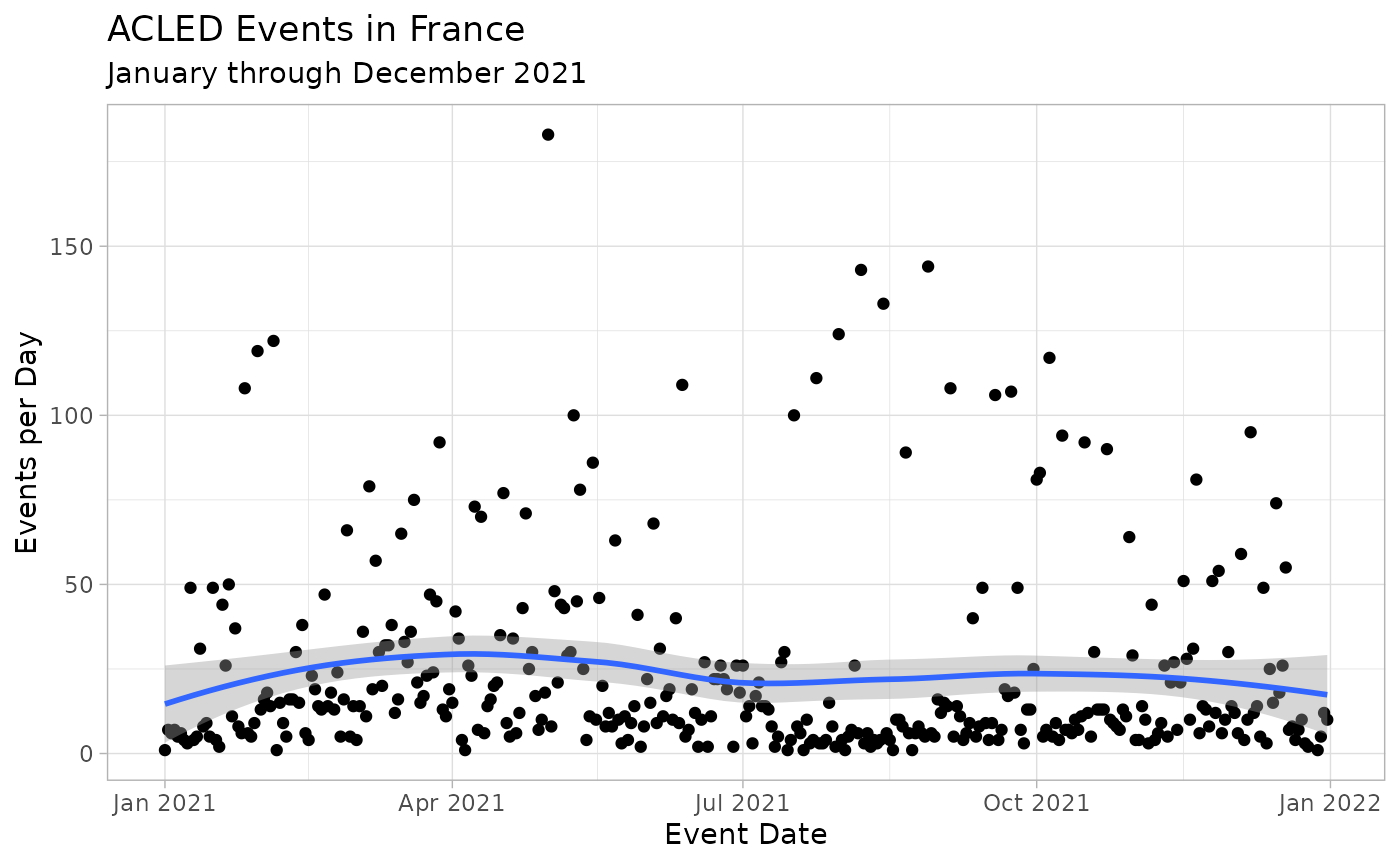 ACLED Events in France
January through December 2021
Events per Day
150
100
50
0
Jan 2021
Apr 2021
Jul 2021
Oct 2021
Jan 2022
Event Date